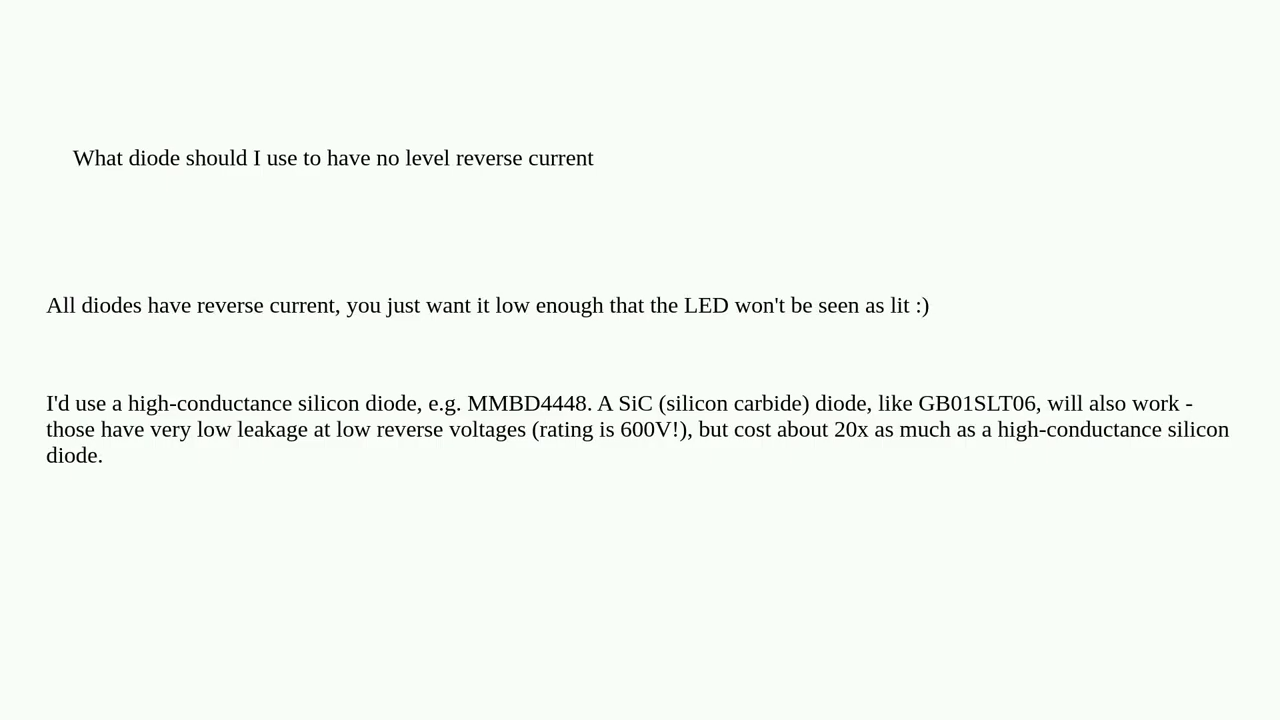 What diode should I use to have no level reverse current
All diodes have reverse current, you just want it low enough that the LED won't be seen as lit :)
I'd use a high-conductance silicon diode, e.g. MMBD4448. A SiC (silicon carbide) diode, like GB01SLT06, will also work -
those have very low leakage at low reverse voltages (rating is 600V!), but cost about 20x as much as a high-conductance silicon
diode.